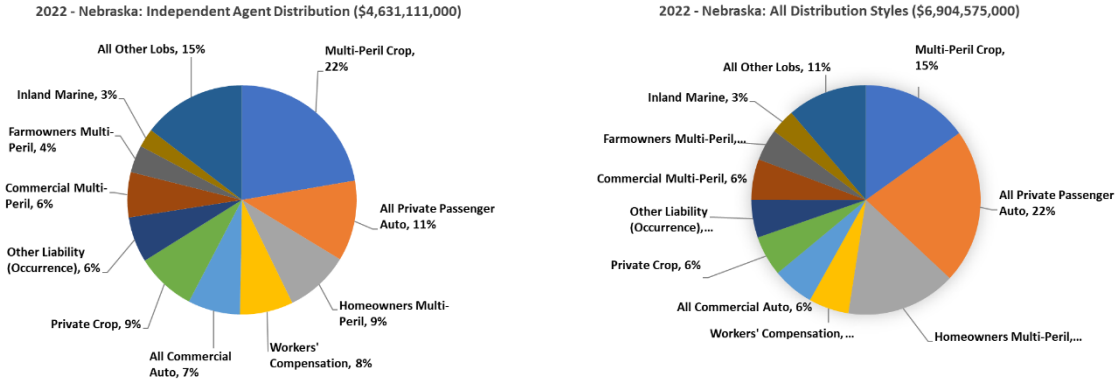 2022 - Nebraska: Independent Agent Distribution ($4,631,111,000)
Multi-Peril Crop,
22%
All Private Passenger
Auto, 11%
Homeowners Multi-
Peril, 9%
Workers'
Compensation, 8%
All Commercial
Auto, 7%
Private Crop, 9%
Other Liability
(Occurrence), 6%
Commercial Multi-
Peril, 6%
Farmowners Multi-
Peril, 4%
Inland Marine, 3%
All Other Lobs, 15%
2022 - Nebraska: All Distribution Styles ($6,904,575,000)
Multi-Peril Crop,
15%
All Private Passenger
Auto, 22%
Homeowners Multi-Peril,...
Workers' Compensation, ...
All Commercial Auto, 6%
Private Crop, 6%
Other Liability
(Occurrence),...
Commercial Multi-Peril, 6%
Farmowners Multi-Peril,...
Inland Marine, 3%
All Other Lobs, 11%